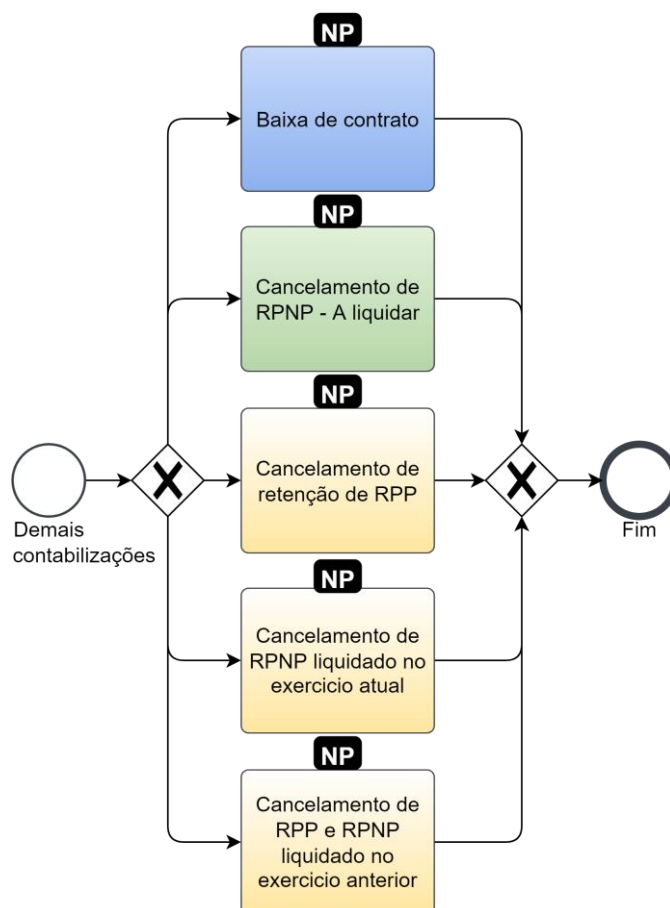 NP
Baixa de contrato
NP
Cancelamento de
RPNP - A liquidar
NP
Cancelamento de
retenção de RPP
Demais
contabilizações
Fim
NP
Cancelamento de
RPNP liquidado no
exercicio atual
NP
Cancelamento de
RPP e RPNP
liquidado no
exercicio anterior